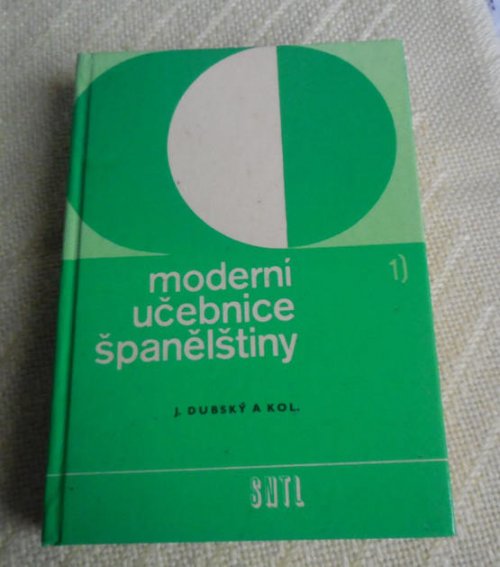 moderní
učebnice
španělštiny
1)
J. DUBSKÝ A KOL.
SNTL